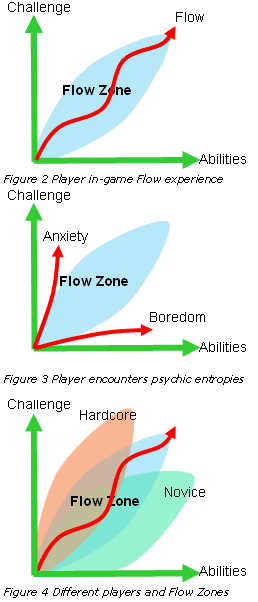 Challenge
Flow
Flow Zone
Abilities
Figure 2 Player in-game Flow experience
Challenge
Anxiety
Flow Zone
Boredom
Abilities
Figure 3 Player encounters psychic entropies
Challenge
Hardcore
Novice
Flow Zone
Abilities
Figure 4 Different players and Flow Zones